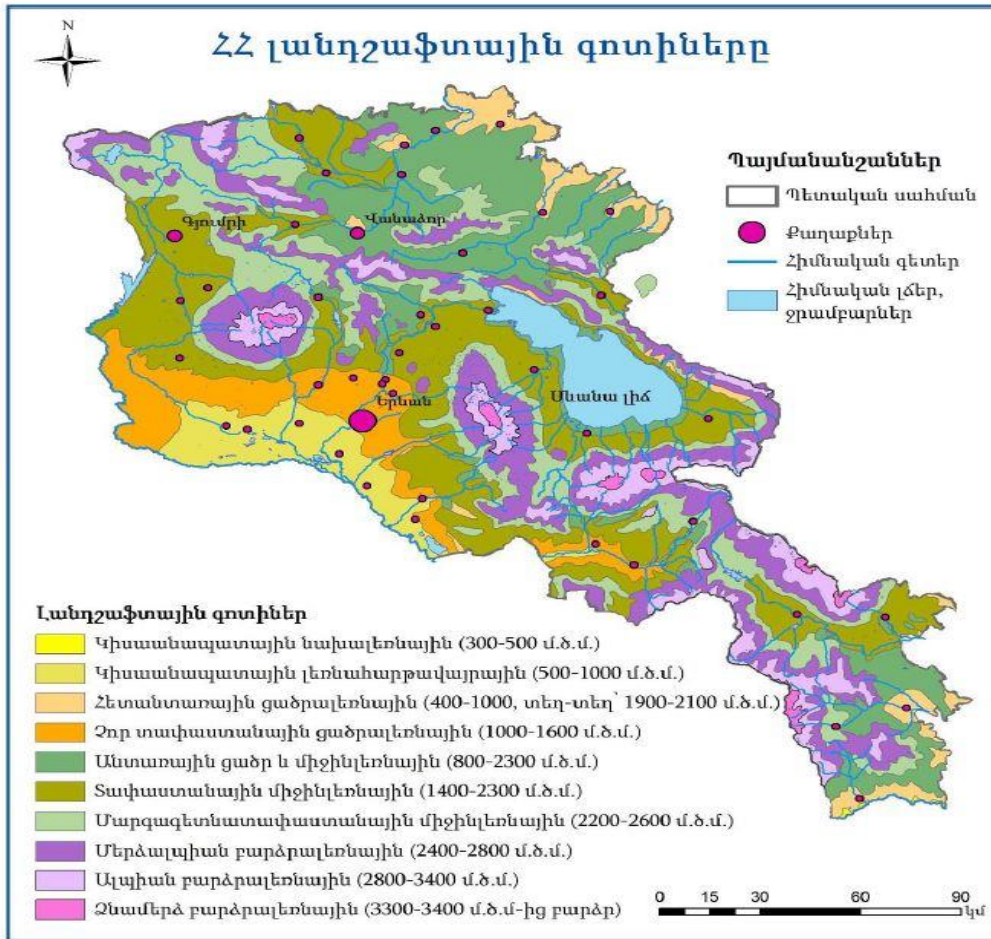 N
ՀՀ լանդշաֆտային գոտիները
Պայմանանշաններ
Պետական սահման
Քաղաքներ
Հիմնական գետեր
Հիմնական լճեր,
ջրամբարներ
Գյումրի
Վանաձոր
Երևան
Սևանա լիճ
Լանդշաֆտային գոտիներ
Կիսաանապատային նախալեռնային (300-500 մ.ծ.մ.)
Կիսաանապատային լեռնահարթավայրային (500-1000 մ.ծ.մ.)
Հետանտառային ցածրալեռնային (400-1000, տեղ-տեղ՝ 1900-2100 մ.ծ.մ.)
Չոր տափաստանային ցածրալեռնային (1000-1600 մ.ծ.մ.)
Անտառային ցածր և միջինլեռնային (800-2300 մ.ծ.մ.)
Տափաստանային միջինլեռնային (1400-2300 մ.ծ.մ.)
Մարգագետնատափաստանային միջինլեռնային (2200-2600 մ.ծ.մ.)
Մերձալպիան բարձրալեռնային (2400-2800 մ.ծ.մ.)
Ալպիան բարձրալեռնային (2800-3400 մ.ծ.մ.)
Ձնամերձ բարձրալեռնային (3300-3400 մ.ծ.մ-ից բարձր)
0 15 30 60 90
կմ